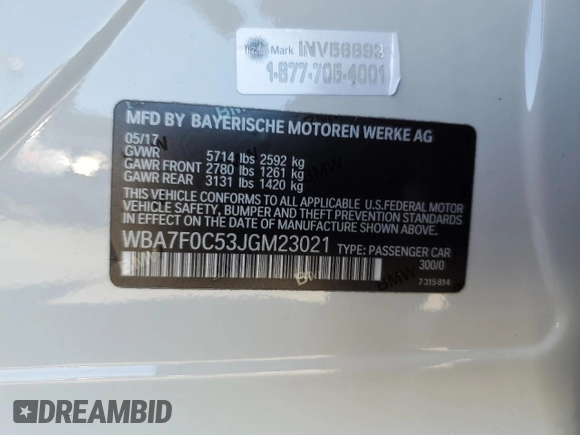 Mark INV56693
1-877-705-4001
MFD BY BAYERISCHE MOTOREN WERKE AG
05/17
GVWR 5714 lbs 2592 kg
GAWR FRONT 2780 lbs 1261 kg
GAWR REAR 3131 lbs 1420 kg
THIS VEHICLE CONFORMS TO ALL APPLICABLE U.S.FEDERAL MOTOR
VEHICLE SAFETY, BUMPER, AND THEFT PREVENTION STANDARDS IN
EFFECT ON THE DATE OF MANUFACTURE SHOWN ABOVE.
WBA7F0C53JGM23021 TYPE: PASSENGER CAR
300/0
7315814
DREAMBID